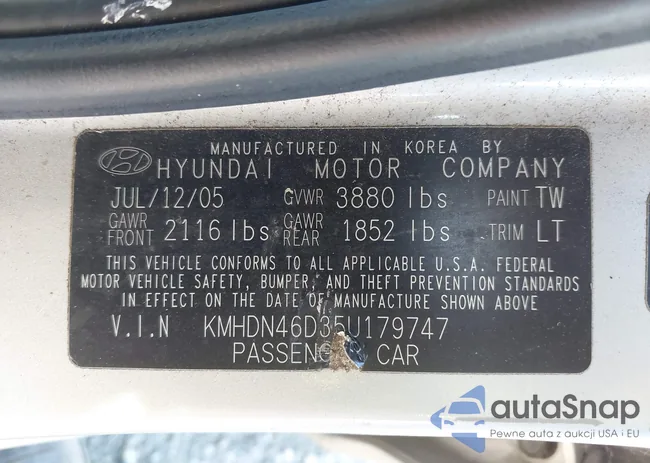 MANUFACTURED IN KOREA BY
HYUNDAI MOTOR COMPANY
JUL/12/05 GVWR 3880 lbs PAINT TW
GAWR FRONT 2116 lbs GAWR REAR 1852 lbs TRIM LT
THIS VEHICLE CONFORMS TO ALL APPLICABLE U.S.A. FEDERAL
MOTOR VEHICLE SAFETY, BUMPER, AND THEFT PREVENTION STANDARDS
IN EFFECT ON THE DATE OF MANUFACTURE SHOWN ABOVE
V.I.N KMHDN46D35U179747
PASSENGER CAR
autaSnap
Pewne auta z aukcji USA i EU